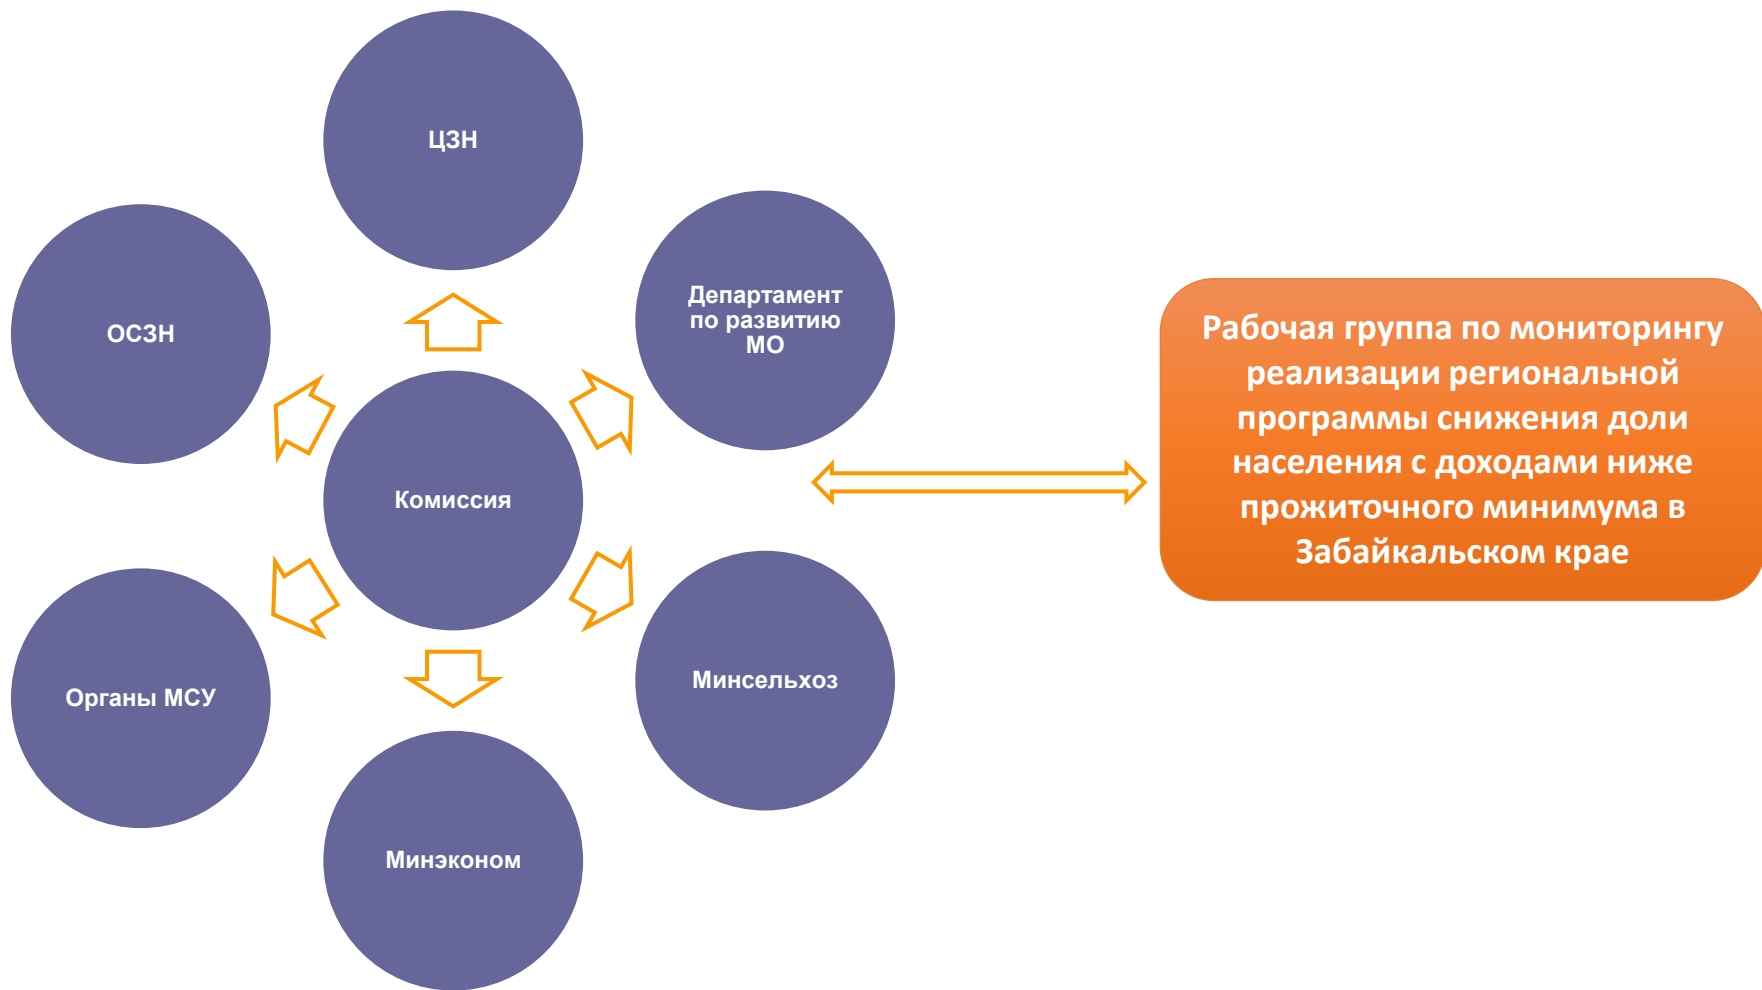 ЦЗН
Департамент
по развитию
МО
ОСЗН
Комиссия
Органы МСУ
Минсельхоз
Минэконом
Рабочая группа по мониторингу
реализации региональной
программы снижения доли
населения с доходами ниже
прожиточного минимума в
Забайкальском крае